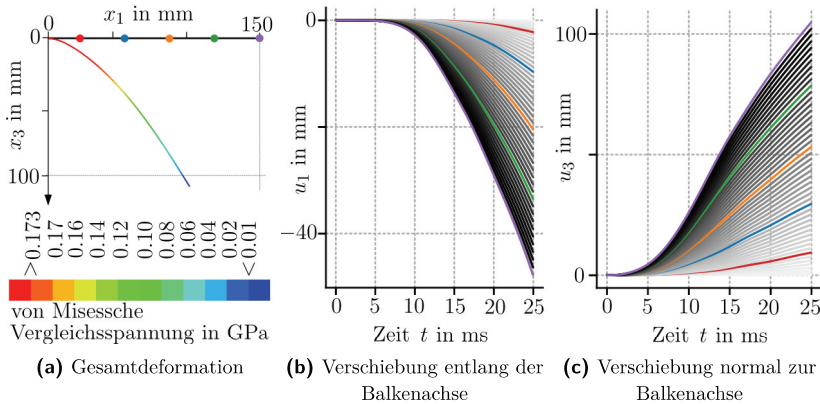 0
x₁ in mm
150
0
100
x₃ in mm
>0.173
0.17
0.16
0.14
0.12
0.10
0.08
0.06
0.04
0.02
<0.01
von Misessche
Vergleichsspannung in GPa
(a) Gesamtdeformation
0
−20
−40
u₁ in mm
0
5
10
15
20
25
Zeit t in ms
(b) Verschiebung entlang der
Balkenachse
100
50
0
u₃ in mm
0
5
10
15
20
25
Zeit t in ms
(c) Verschiebung normal zur
Balkenachse